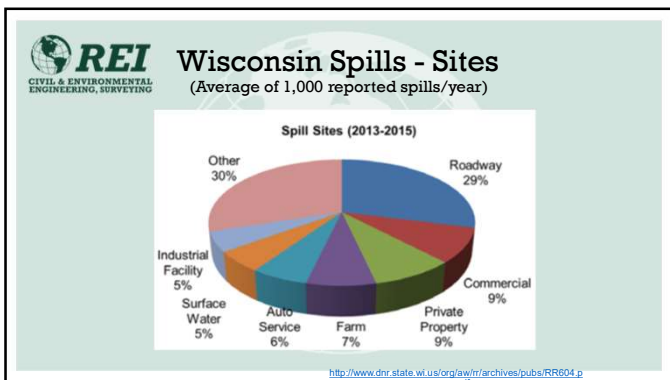 REI
CIVIL & ENVIRONMENTAL
ENGINEERING, SURVEYING
Wisconsin Spills - Sites
(Average of 1,000 reported spills/year)
Spill Sites (2013-2015)
Other
30%
Roadway
29%
Industrial
Facility
5%
Commercial
9%
Surface
Water
5%
Auto
Service
6%
Farm
7%
Private
Property
9%
http://www.dnr.state.wi.us/org/aw/rr/archives/pubs/RR604.p